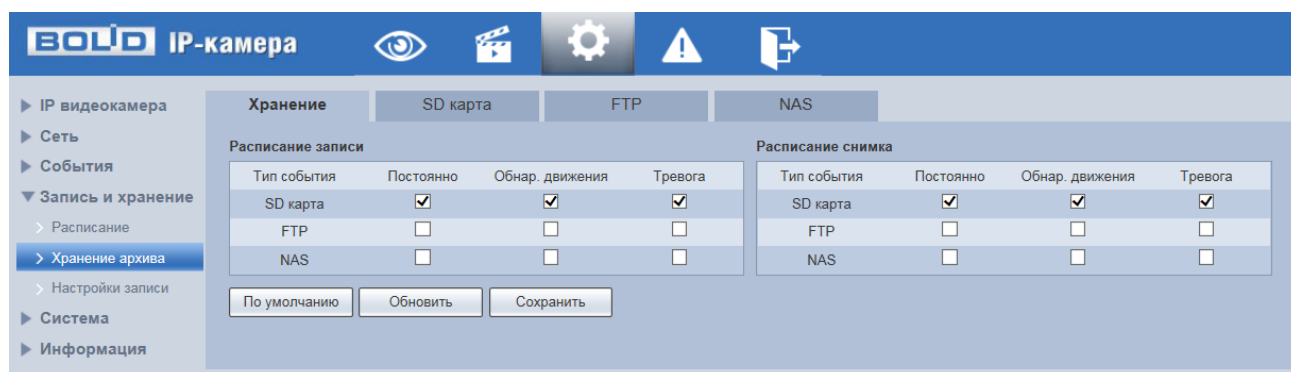 BOLID IP-камера
IP видеокамера
Сеть
События
Запись и хранение
Расписание
Хранение архива
Настройки записи
Система
Информация
Хранение SD карта FTP NAS
Расписание записи
Тип события Постоянно Обнар. движения Тревога
SD карта
FTP
NAS
Расписание снимка
Тип события Постоянно Обнар. движения Тревога
SD карта
FTP
NAS
По умолчанию Обновить Сохранить